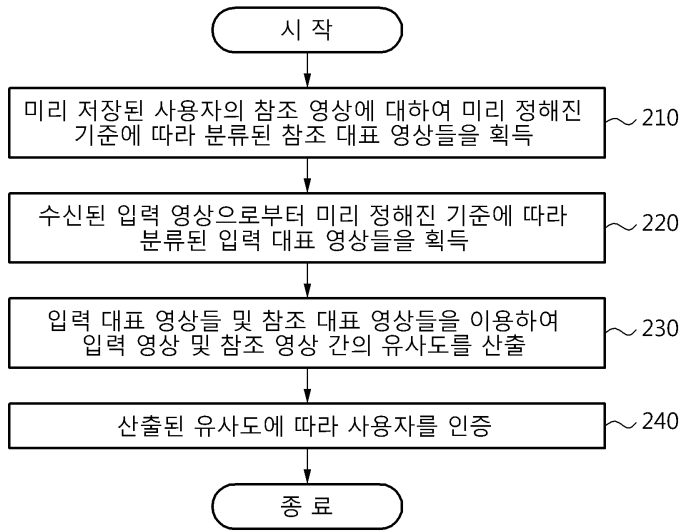 시 작
미리 저장된 사용자의 참조 영상에 대하여 미리 정해진
기준에 따라 분류된 참조 대표 영상들을 획득
210
수신된 입력 영상으로부터 미리 정해진 기준에 따라
분류된 입력 대표 영상들을 획득
220
입력 대표 영상들 및 참조 대표 영상들을 이용하여
입력 영상 및 참조 영상 간의 유사도를 산출
230
산출된 유사도에 따라 사용자를 인증
240
종 료